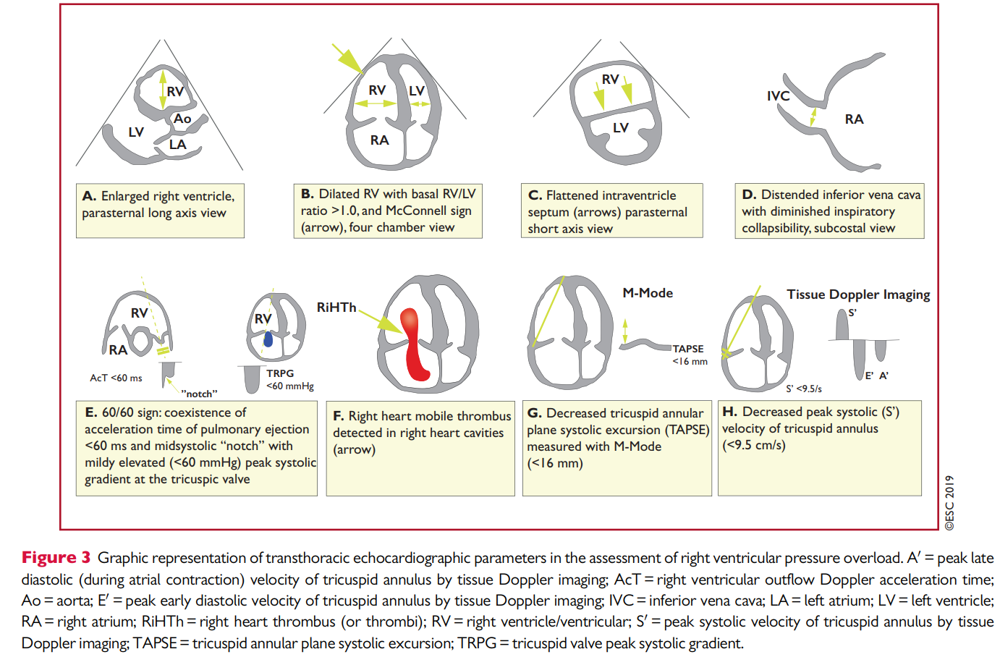 RV
Ao
LV
LA
A. Enlarged right ventricle,
parasternal long axis view
RV
LV
RA
B. Dilated RV with basal RV/LV
ratio >1.0, and McConnell sign
(arrow), four chamber view
RV
LV
C. Flattened intraventricle
septum (arrows) parasternal
short axis view
IVC
RA
D. Distended inferior vena cava
with diminished inspiratory
collapsibility, subcostal view
RV
RA
AcT <60 ms
"notch"
RV
TRPG
<60 mmHg
E. 60/60 sign: coexistence of
acceleration time of pulmonary ejection
<60 ms and midsystolic “notch” with
mildy elevated (<60 mmHg) peak systolic
gradient at the tricuspic valve
RiHTh
F. Right heart mobile thrombus
detected in right heart cavities
(arrow)
M-Mode
TAPSE
<16 mm
G. Decreased tricuspid annular
plane systolic excursion (TAPSE)
measured with M-Mode
(<16 mm)
Tissue Doppler Imaging
S’
E’ A’
S’ <9.5/s
H. Decreased peak systolic (S’)
velocity of tricuspid annulus
(<9.5 cm/s)
©ESC 2019
Figure 3 Graphic representation of transthoracic echocardiographic parameters in the assessment of right ventricular pressure overload. A′ = peak late
diastolic (during atrial contraction) velocity of tricuspid annulus by tissue Doppler imaging; AcT = right ventricular outflow Doppler acceleration time;
Ao = aorta; E′ = peak early diastolic velocity of tricuspid annulus by tissue Doppler imaging; IVC = inferior vena cava; LA = left atrium; LV = left ventricle;
RA = right atrium; RiHTh = right heart thrombus (or thrombi); RV = right ventricle/ventricular; S′ = peak systolic velocity of tricuspid annulus by tissue
Doppler imaging; TAPSE = tricuspid annular plane systolic excursion; TRPG = tricuspid valve peak systolic gradient.